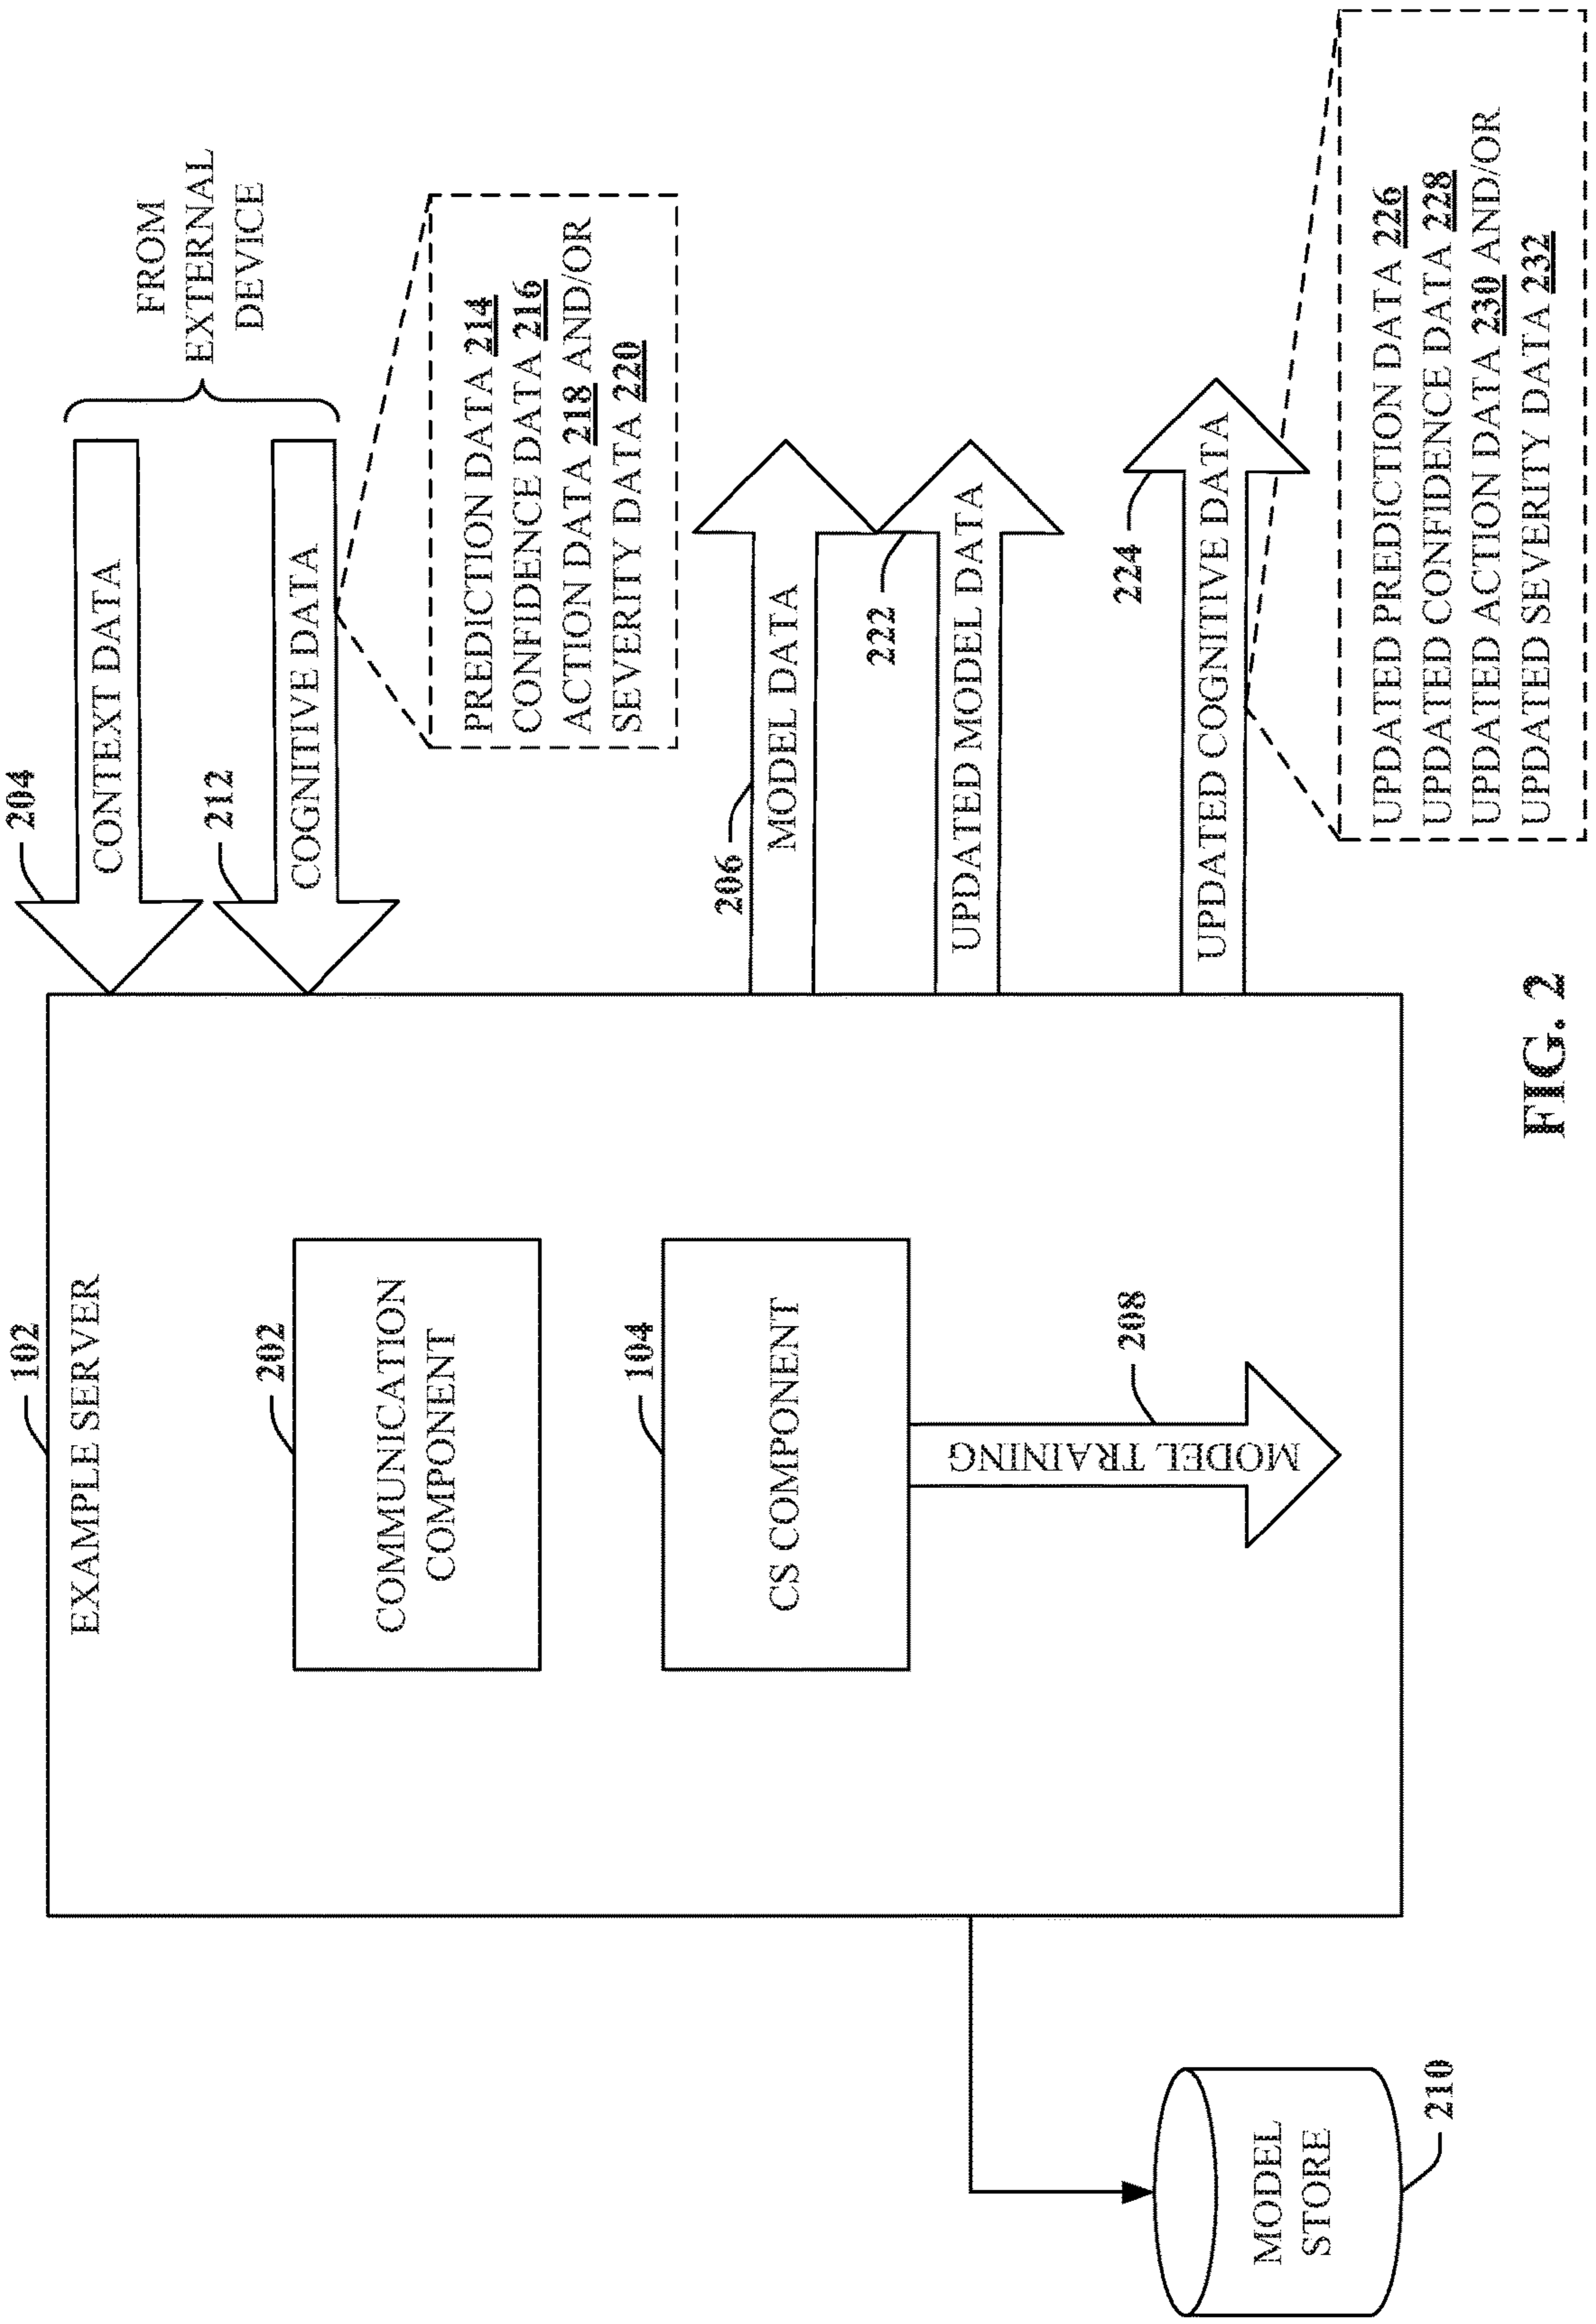 102
EXAMPLE SERVER
202
COMMUNICATION
COMPONENT
104
CS COMPONENT
MODEL TRAINING
208
MODEL
STORE
210
204
CONTEXT DATA
212
COGNITIVE DATA
FROM
EXTERNAL
DEVICE
PREDICTION DATA 214
CONFIDENCE DATA 216
ACTION DATA 218 AND/OR
SEVERITY DATA 220
206
MODEL DATA
222
UPDATED MODEL DATA
224
UPDATED COGNITIVE DATA
UPDATED PREDICTION DATA 226
UPDATED CONFIDENCE DATA 228
UPDATED ACTION DATA 230 AND/OR
UPDATED SEVERITY DATA 232
FIG. 2